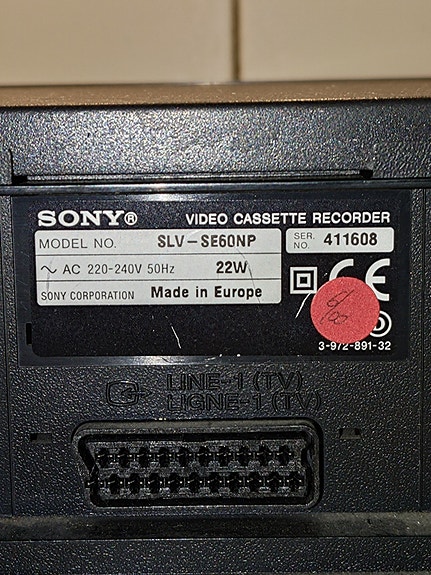 SONY® VIDEO CASSETTE RECORDER
MODEL NO. SLV-SE60NP
SER. NO. 411608
~ AC 220-240V 50Hz 22W
SONY CORPORATION Made in Europe
CE
3-972-891-32
LINE-1 (TV)
LIGNE-1 (TV)